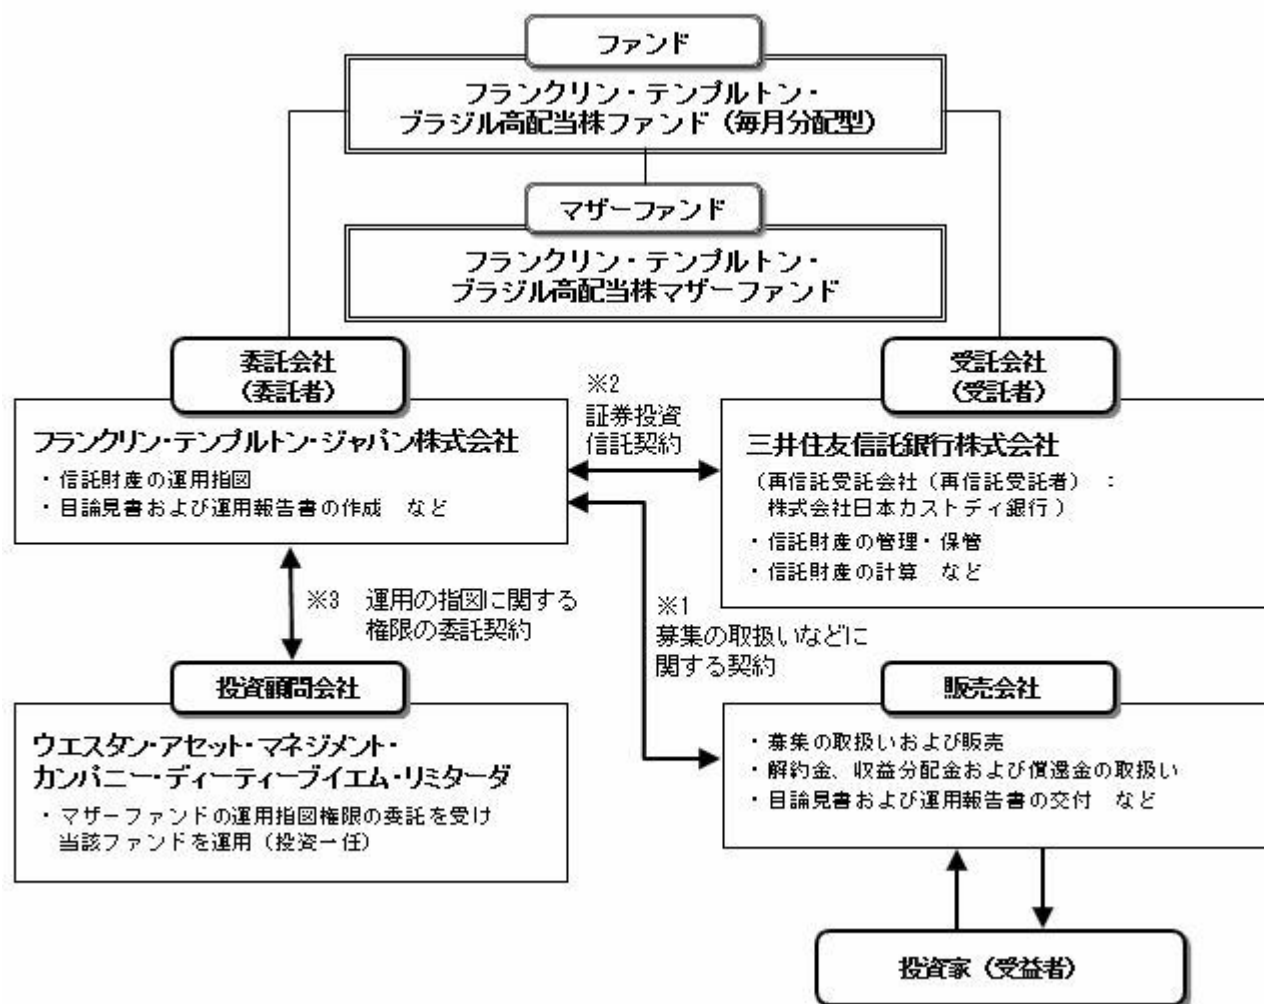 ファンド
フランクリン・テンプルトン・
ブラジル高配当株ファンド（毎月分配型）
マザーファンド
フランクリン・テンプルトン・
ブラジル高配当株マザーファンド
委託会社
（委託者）
フランクリン・テンプルトン・ジャパン株式会社
・信託財産の運用指図
・目論見書および運用報告書の作成　など
※2
証券投資
信託契約
受託会社
（受託者）
三井住友信託銀行株式会社
（再信託受託会社（再信託受託者）：
株式会社日本カストディ銀行）
・信託財産の管理・保管
・信託財産の計算　など
※3　運用の指図に関する
権限の委託契約
※1
募集の取扱いなどに
関する契約
投資顧問会社
ウエスタン・アセット・マネジメント・
カンパニー・ディーティーブイエム・リミターダ
・マザーファンドの運用指図権限の委託を受け
当該ファンドを運用（投資一任）
販売会社
・募集の取扱いおよび販売
・解約金、収益分配金および償還金の取扱い
・目論見書および運用報告書の交付　など
投資家（受益者）